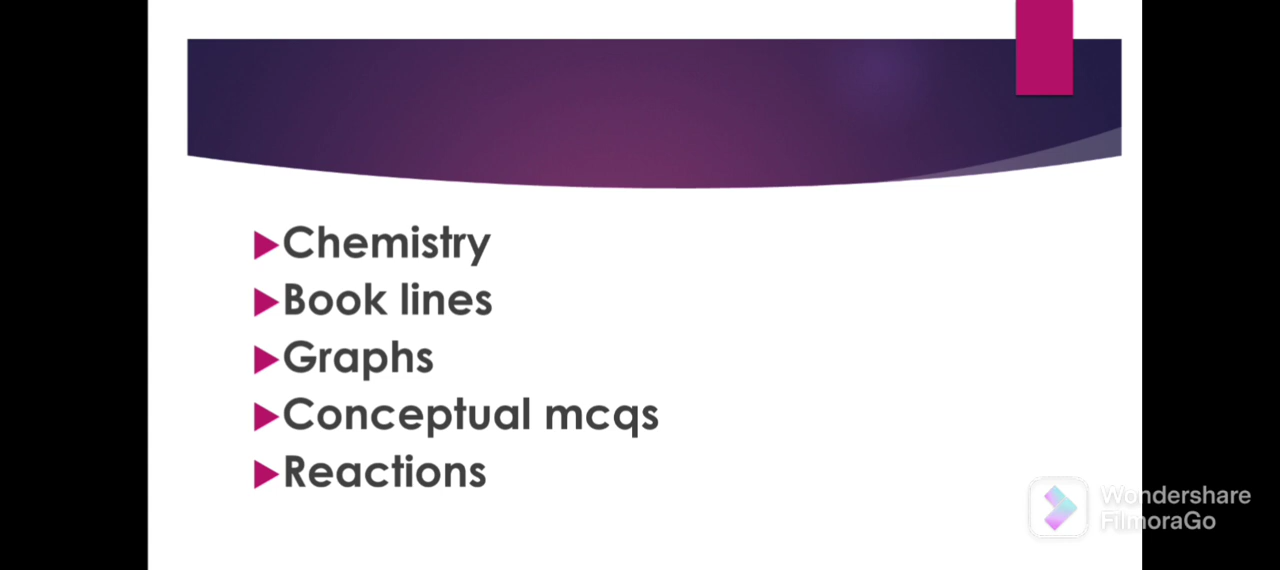 Chemistry
Book lines
Graphs
Conceptual mcqs
Reactions
Wondershare
FilmoraGo